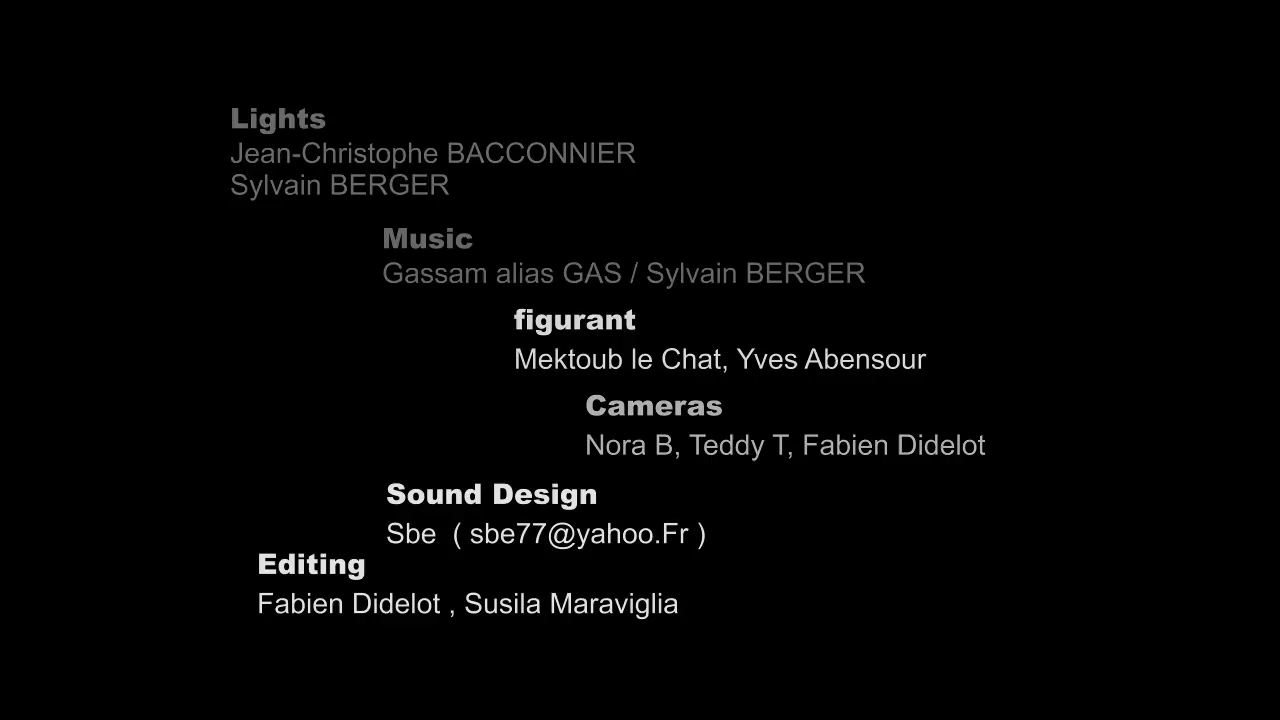 Lights
Jean-Christophe BACCONNIER
Sylvain BERGER
Music
Gassam alias GAS / Sylvain BERGER
figurant
Mektoub le Chat, Yves Abensour
Cameras
Nora B, Teddy T, Fabien Didelot
Sound Design
Sbe ( sbe77@yahoo.Fr )
Editing
Fabien Didelot , Susila Maraviglia